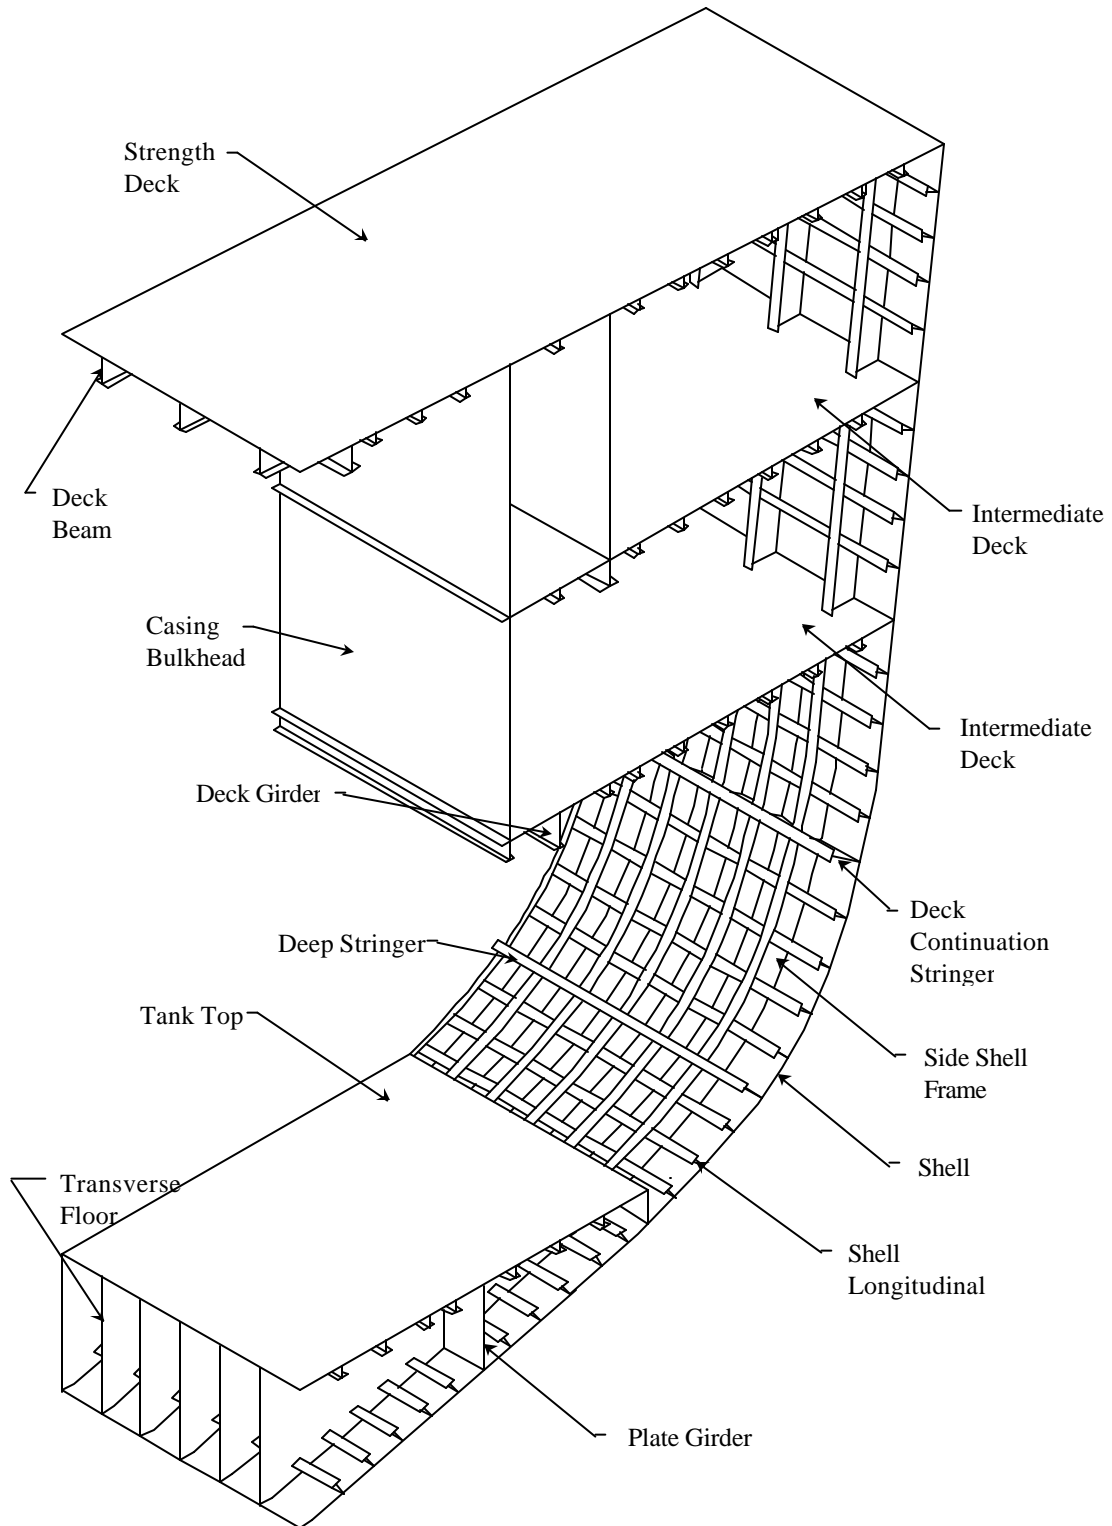 Strength
Deck
Deck
Beam
Intermediate
Deck
Casing
Bulkhead
Intermediate
Deck
Deck Girder
Deck
Continuation
Stringer
Deep Stringer
Tank Top
Side Shell
Frame
Shell
Transverse
Floor
Shell
Longitudinal
Plate Girder